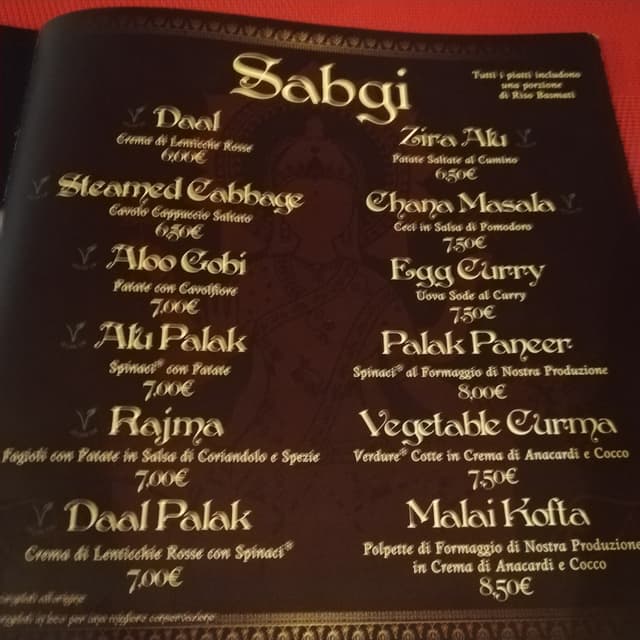 Sabgi
Tutti i piatti includono
una porzione
di Riso Basmati
Daal
Crema di Lenticchie Rosse
6,00€
Steamed Cabbage
Cavolo Cappuccio Saltato
6,50€
Aloo Gobi
Patate con Cavolfiore
7,00€
Alu Palak
Spinaci* con Patate
7,00€
Rajma
Fagioli con Patate in Salsa di Coriandolo e Spezie
7,00€
Daal Palak
Crema di Lenticchie Rosse con Spinaci*
7,00€
Zira Alu
Patate Saltate al Cumino
6,50€
Chana Masala
Ceci in Salsa di Pomodoro
7,50€
Egg Curry
Uova Sode al Curry
7,50€
Palak Paneer
Spinaci* al Formaggio di Nostra Produzione
8,00€
Vegetable Curma
Verdure* Cotte in Crema di Anacardi e Cocco
7,50€
Malai Kofta
Polpette di Formaggio di Nostra Produzione
in Crema di Anacardi e Cocco
8,50€
all'origine
per una migliore conservazione